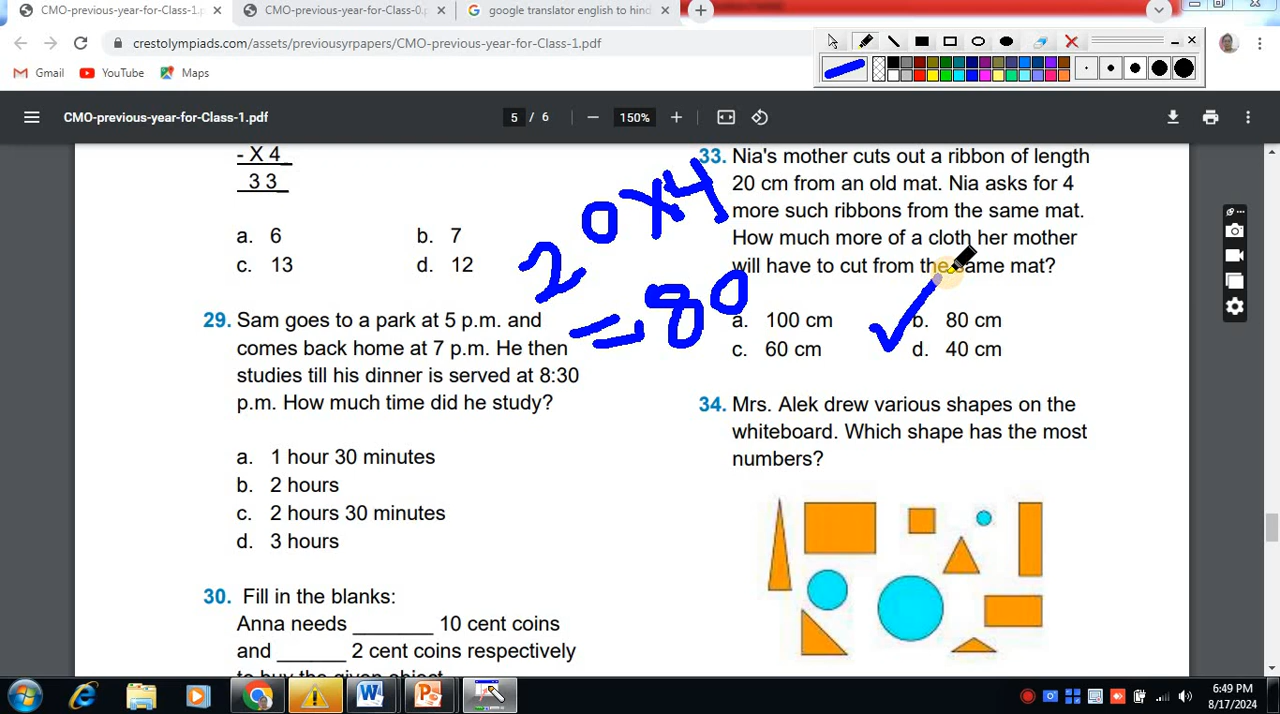 CMO-previous-year-for-Class-1.p
CMO-previous-year-for-Class-0.p
google translator english to hind
crestolympiads.com/assets/previousyrpapers/CMO-previous-year-for-Class-1.pdf
Gmail
YouTube
Maps
CMO-previous-year-for-Class-1.pdf
5 / 6
150%
- X 4_
3 3_
a. 6
b. 7
c. 13
d. 12
29. Sam goes to a park at 5 p.m. and
comes back home at 7 p.m. He then
studies till his dinner is served at 8:30
p.m. How much time did he study?
a. 1 hour 30 minutes
b. 2 hours
c. 2 hours 30 minutes
d. 3 hours
30. Fill in the blanks:
Anna needs _______ 10 cent coins
and ______ 2 cent coins respectively
to buy the given object
20x4
=80
33. Nia's mother cuts out a ribbon of length
20 cm from an old mat. Nia asks for 4
more such ribbons from the same mat.
How much more of a cloth her mother
will have to cut from the same mat?
a. 100 cm
b. 80 cm
c. 60 cm
d. 40 cm
34. Mrs. Alek drew various shapes on the
whiteboard. Which shape has the most
numbers?
6:49 PM
8/17/2024